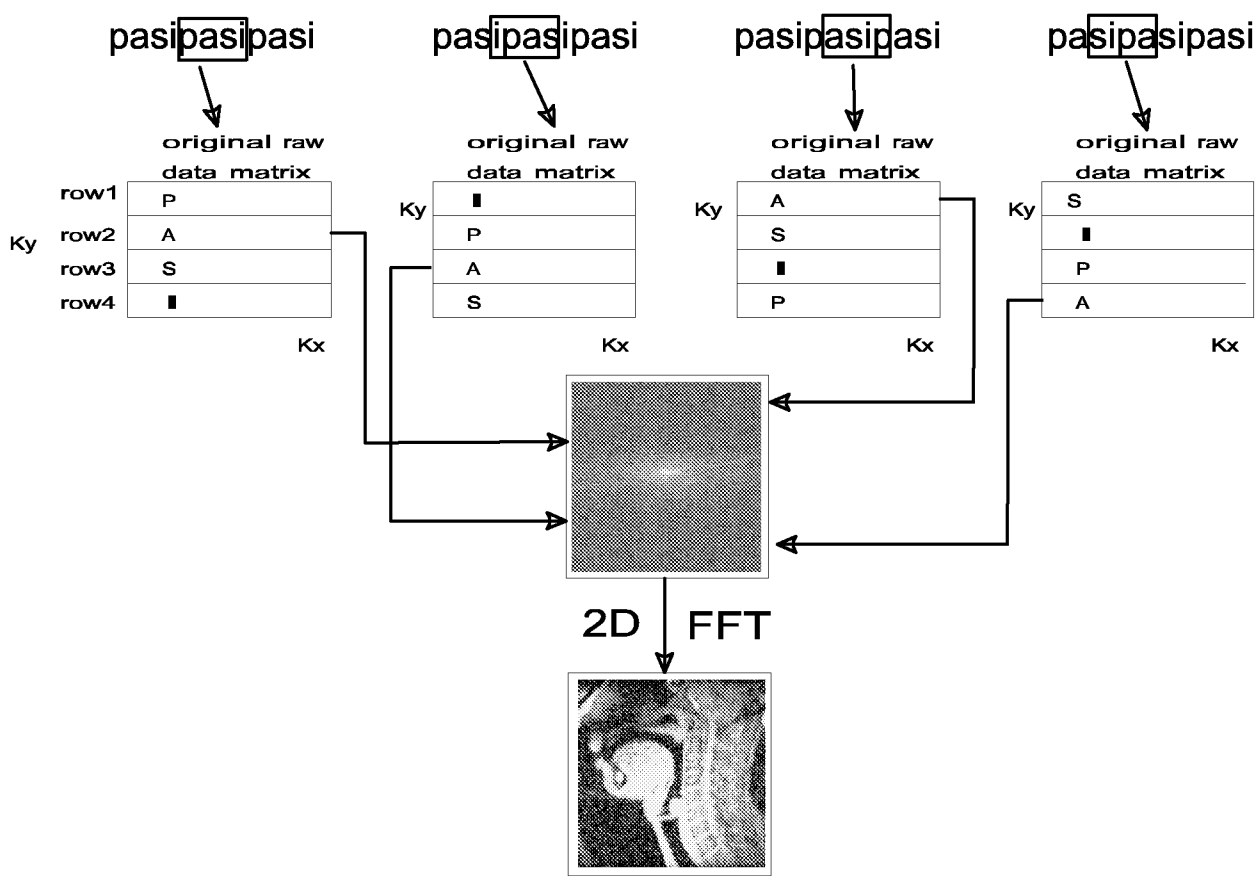 pasipasipasi pasipasipasi pasipasipasi pasipasipasi
original raw original raw original raw original raw
data matrix data matrix data matrix data matrix
row1 P Ky I Ky A Ky S
Ky row2 A P S I
row3 S A I P
row4 I S P A
Kx Kx Kx Kx
2D FFT